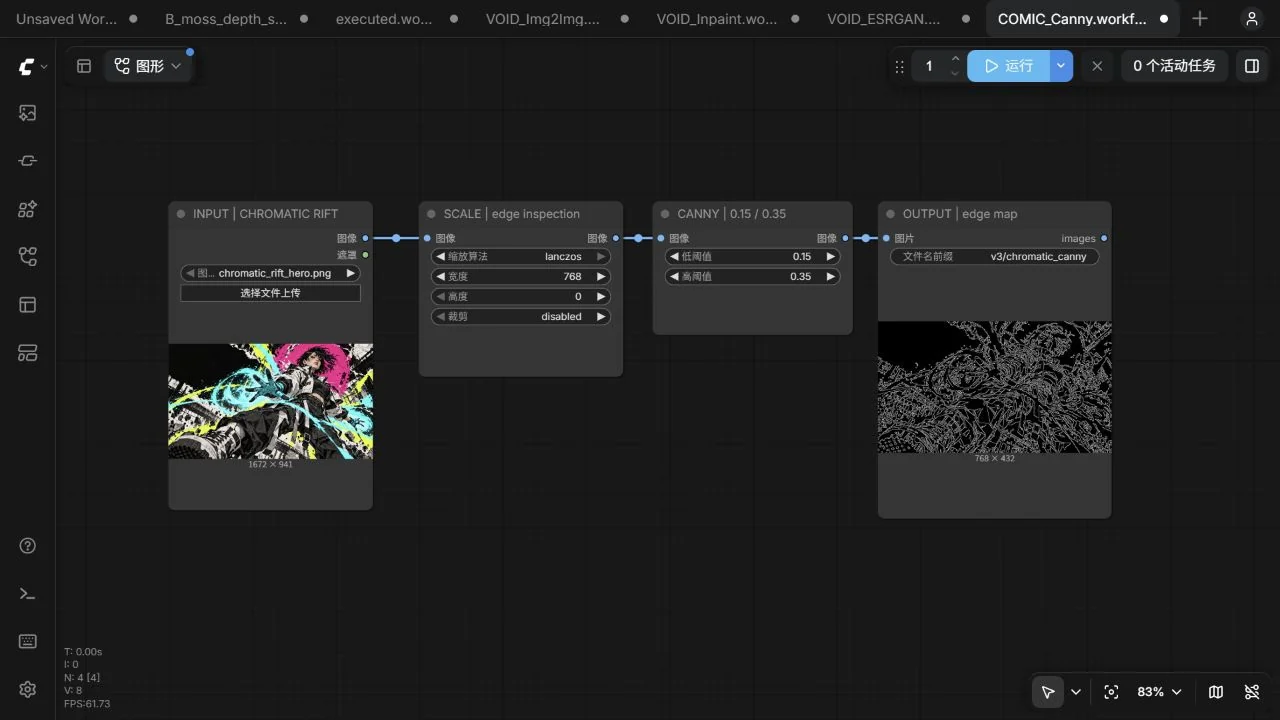 Unsaved Wor...
B_moss_depth_s...
executed.wo...
VOID_Img2Img....
VOID_Inpaint.wo...
VOID_ESRGAN....
COMIC_Canny.workf...
图形
1
运行
0 个活动任务
INPUT | CHROMATIC RIFT
图像
遮罩
图... chromatic_rift_hero.png
选择文件上传
1672 × 941
SCALE | edge inspection
图像 图像
缩放算法 lanczos
宽度 768
高度 0
裁剪 disabled
CANNY | 0.15 / 0.35
图像 图像
低阈值 0.15
高阈值 0.35
OUTPUT | edge map
图片 images
文件名前缀 v3/chromatic_canny
768 × 432
T: 0.00s
I: 0
N: 4 [4]
V: 8
FPS:61.73
83%